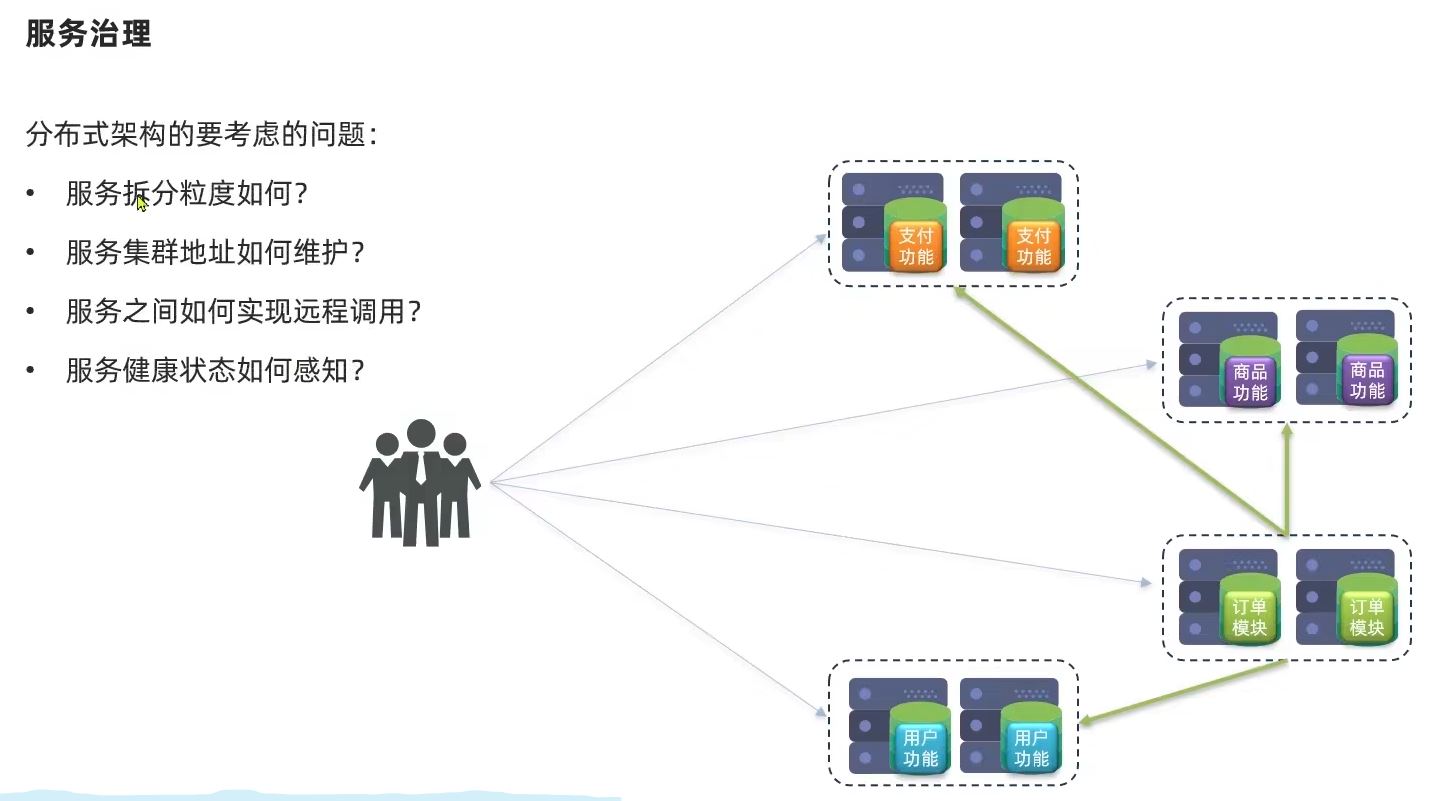 服务治理
分布式架构的要考虑的问题：
• 服务拆分粒度如何？
• 服务集群地址如何维护？
• 服务之间如何实现远程调用？
• 服务健康状态如何感知？
支付
功能
支付
功能
商品
功能
商品
功能
订单
模块
订单
模块
用户
功能
用户
功能